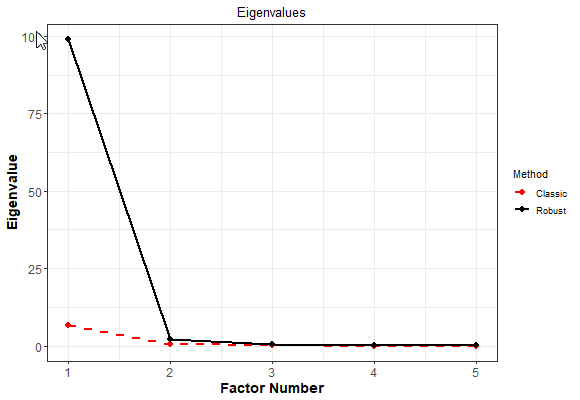 Eigenvalues
Eigenvalue
10
75
50
25
0
1 2 3 4 5
Factor Number
Method
Classic
Robust